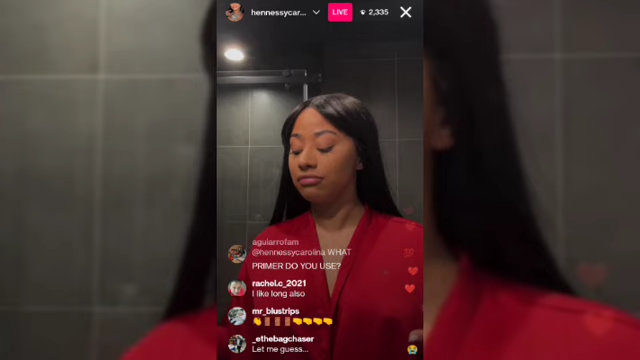 hennessycar...
LIVE
2,335
aguiarrofam
@hennessycarolina WHAT
PRIMER DO YOU USE?
rachel.c_2021
I like long also
mr_blustrips
_ethebagchaser
Let me guess...